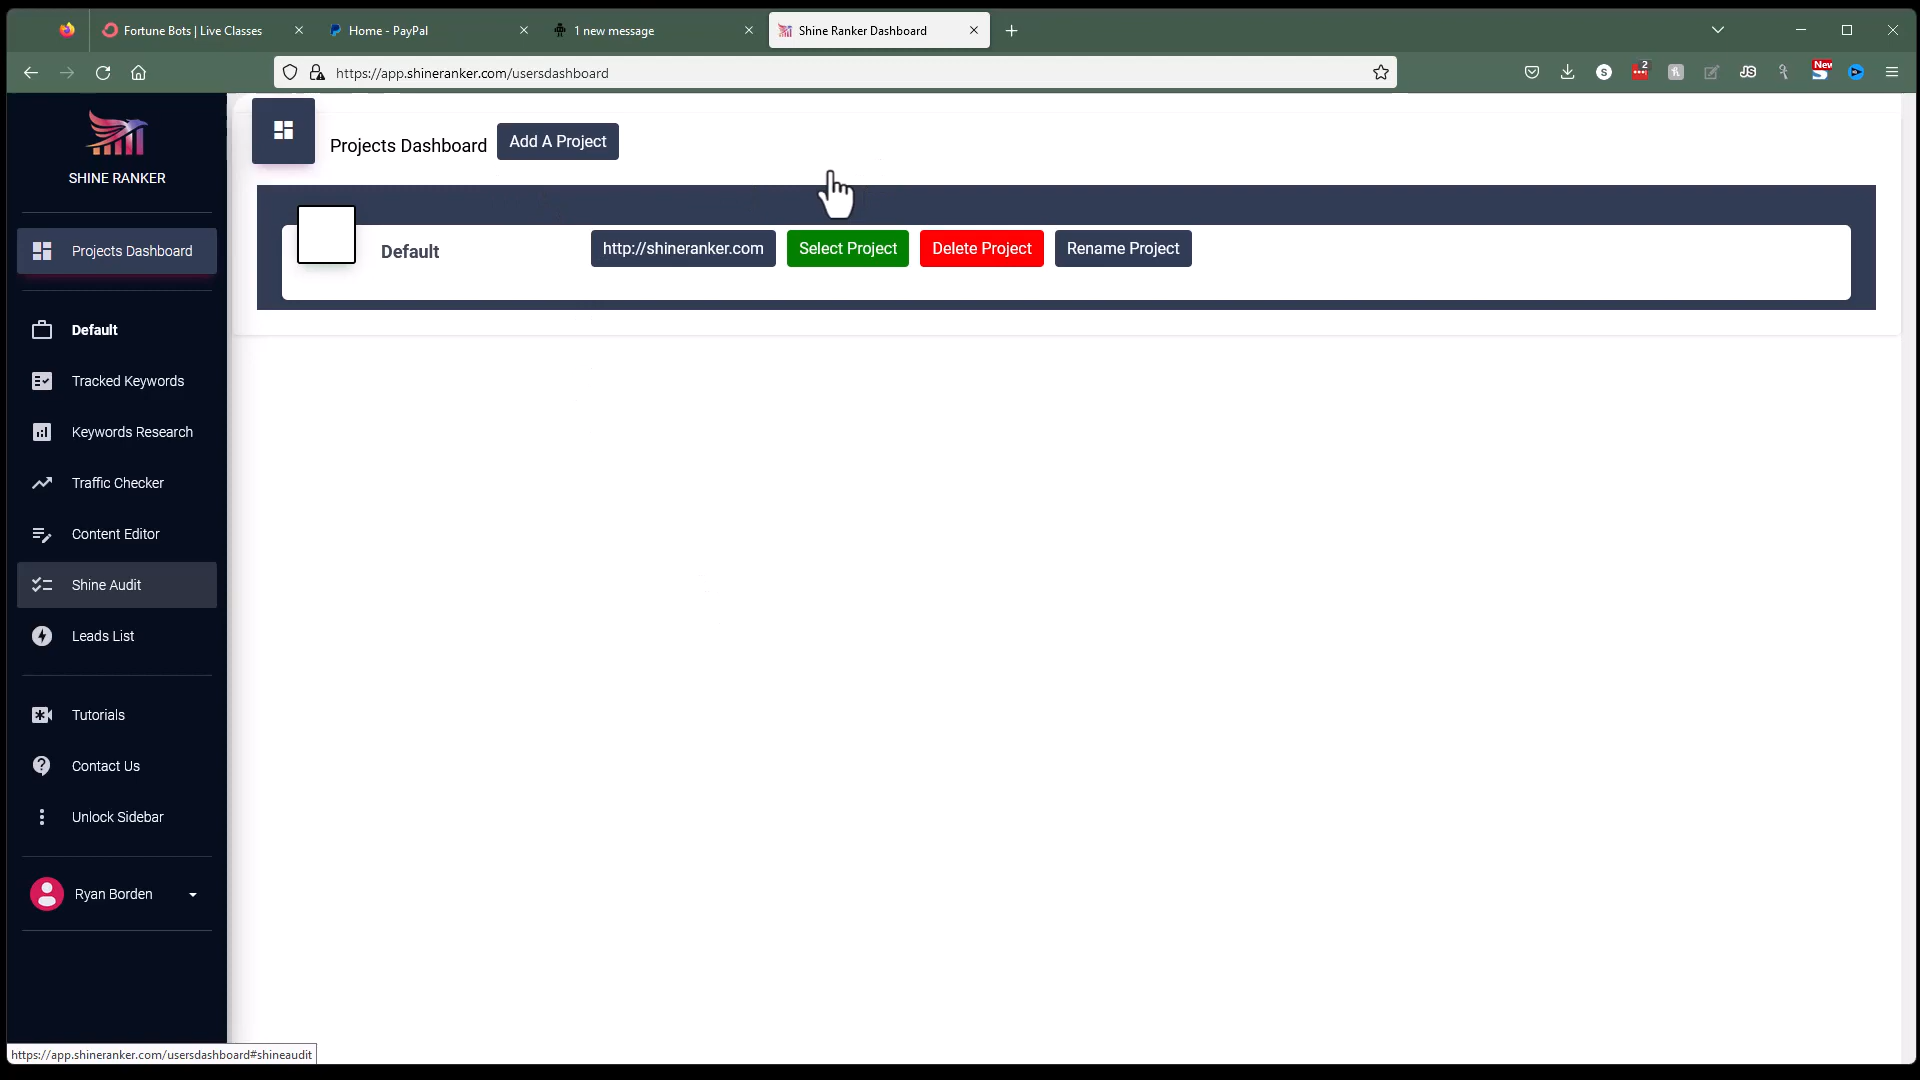 Fortune Bots | Live Classes
Home - PayPal
1 new message
Shine Ranker Dashboard
https://app.shineranker.com/usersdashboard
S
2
JS
New
SHINE RANKER
Projects Dashboard
Default
Tracked Keywords
Keywords Research
Traffic Checker
Content Editor
Shine Audit
Leads List
Tutorials
Contact Us
Unlock Sidebar
Ryan Borden
Projects Dashboard
Add A Project
Default
http://shineranker.com
Select Project
Delete Project
Rename Project
https://app.shineranker.com/usersdashboard#shineaudit